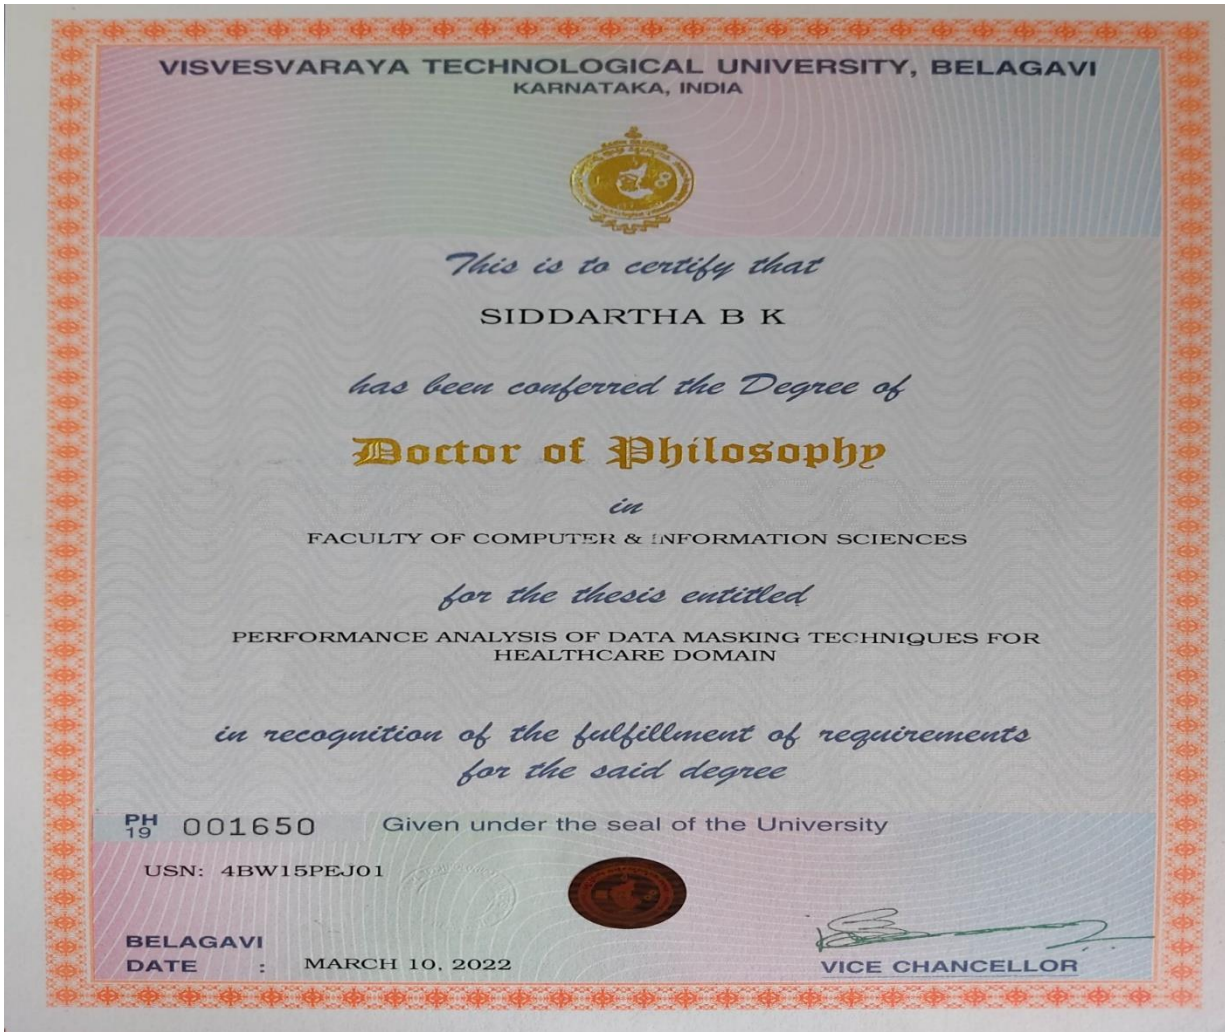 VISVESVARAYA TECHNOLOGICAL UNIVERSITY, BELAGAVI
KARNATAKA, INDIA
This is to certify that
SIDDARTHA B K
has been conferred the Degree of
Doctor of Philosophy
in
FACULTY OF COMPUTER & INFORMATION SCIENCES
for the thesis entitled
PERFORMANCE ANALYSIS OF DATA MASKING TECHNIQUES FOR
HEALTHCARE DOMAIN
in recognition of the fulfillment of requirements
for the said degree
PH 19 001650 Given under the seal of the University
USN: 4BW15PEJ01
BELAGAVI
DATE : MARCH 10, 2022
VICE CHANCELLOR